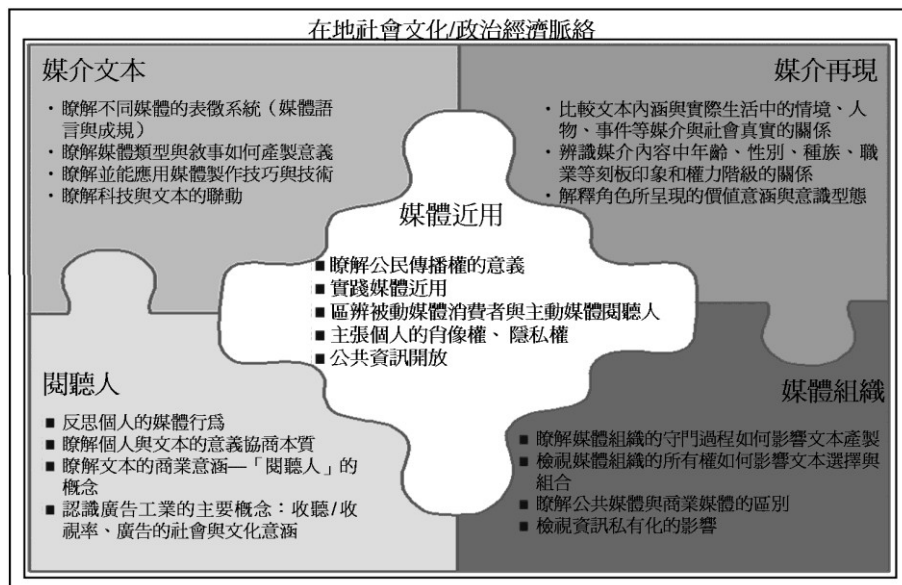 在地社會文化/政治經濟脈絡
媒介文本
・瞭解不同媒體的表徵系統（媒體語
言與成規）
・瞭解媒體類型與敘事如何產製意義
・瞭解並能應用媒體製作技巧與技術
・瞭解科技與文本的聯動
媒介再現
・比較文本內涵與實際生活中的情境、人
物、事件等媒介與社會真實的關係
・辨識媒介內容中年齡、性別、種族、職
業等刻板印象和權力階級的關係
・解釋角色所呈現的價值意涵與意識型態
媒體近用
■ 瞭解公民傳播權的意義
■ 實踐媒體近用
■ 區辨被動媒體消費者與主動媒體閱聽人
■ 主張個人的肖像權、隱私權
■ 公共資訊開放
閱聽人
■ 反思個人的媒體行為
■ 瞭解個人與文本的意義協商本質
■ 瞭解文本的商業意涵—「閱聽人」的
概念
■ 認識廣告工業的主要概念：收聽/收
視率、廣告的社會與文化意涵
媒體組織
■ 瞭解媒體組織的守門過程如何影響文本產製
■ 檢視媒體組織的所有權如何影響文本選擇與
組合
■ 瞭解公共媒體與商業媒體的區別
■ 檢視資訊私有化的影響